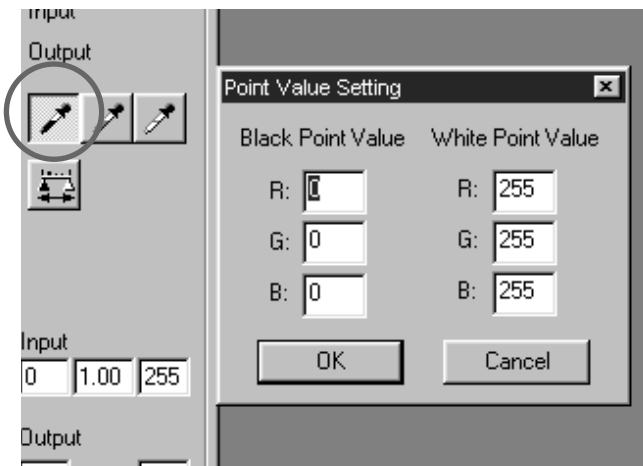 Input
Output
Point Value Setting
Black Point Value White Point Value
R: 0 R: 255
G: 0 G: 255
B: 0 B: 255
OK Cancel
Input
0 1.00 255
Output